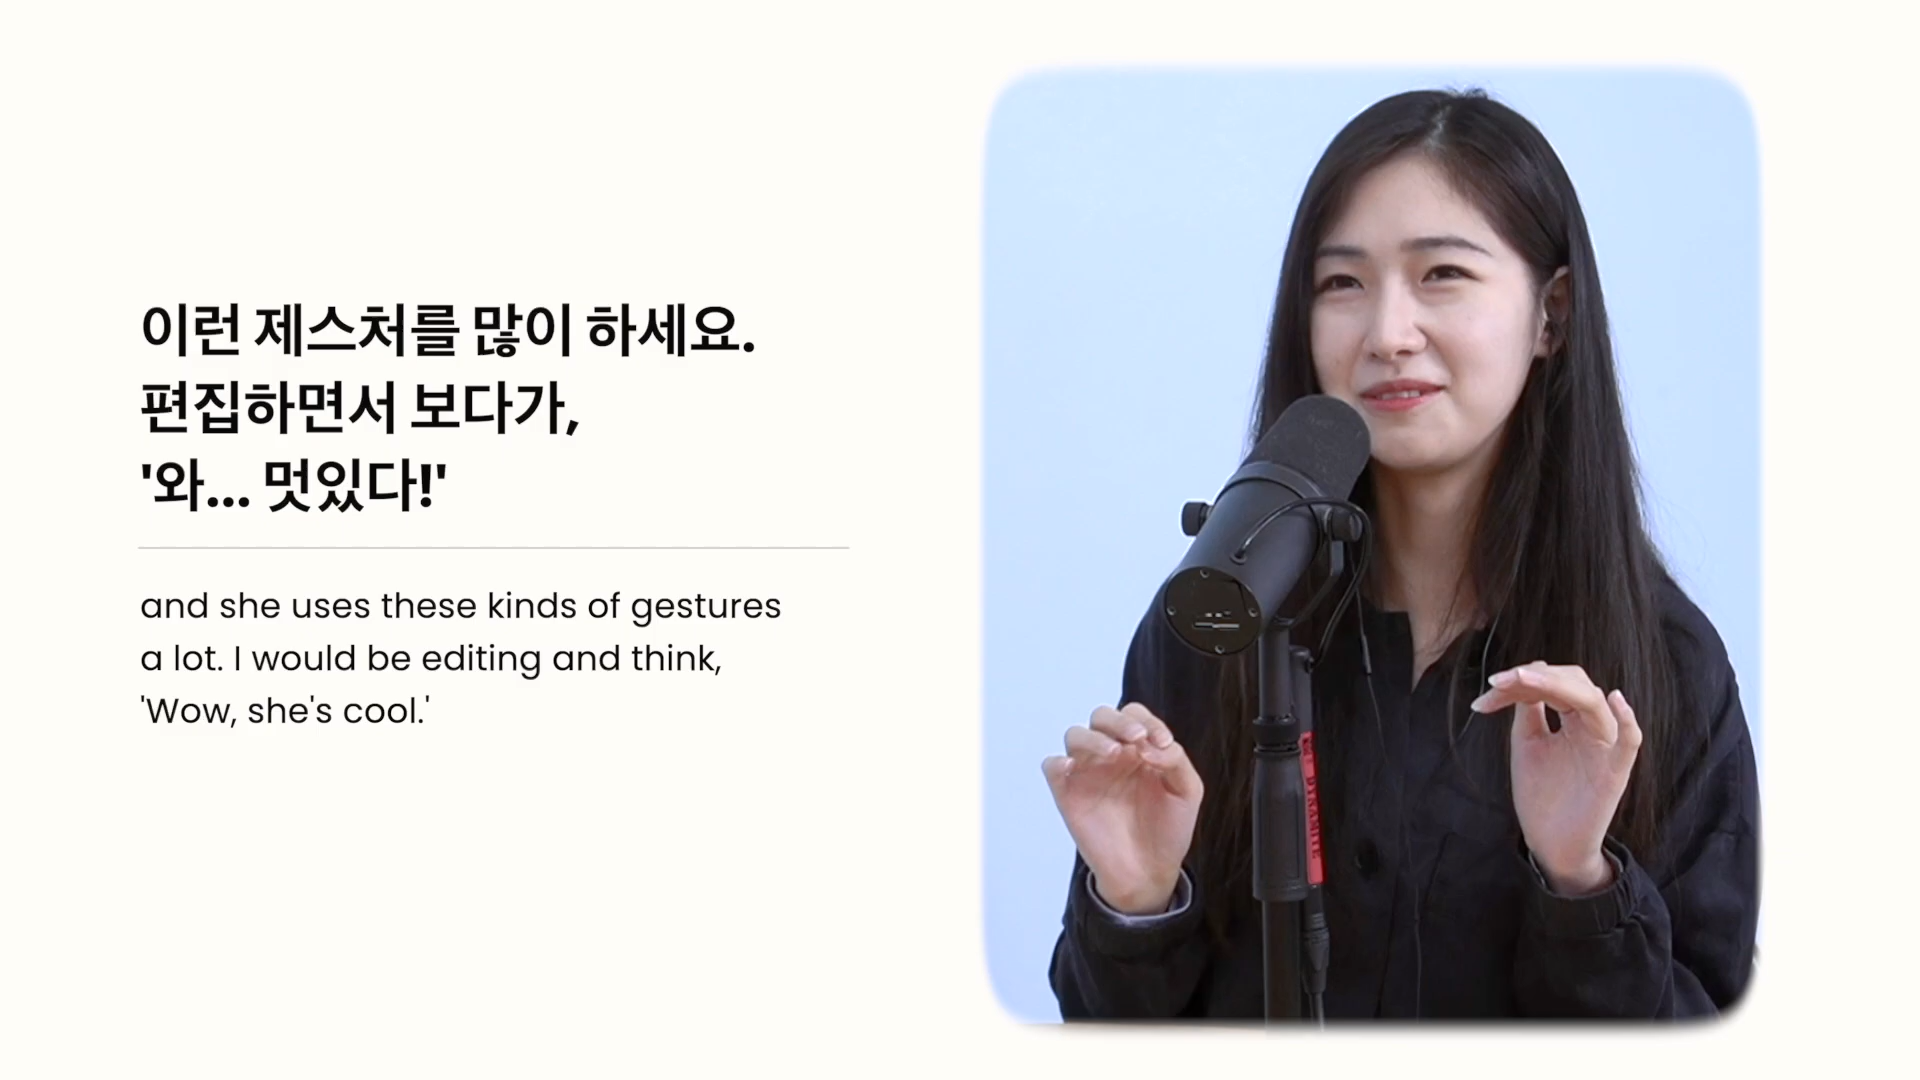 이런 제스처를 많이 하세요.
편집하면서 보다가,
'와... 멋있다!'
and she uses these kinds of gestures
a lot. I would be editing and think,
'Wow, she's cool.'
DYNAMITE